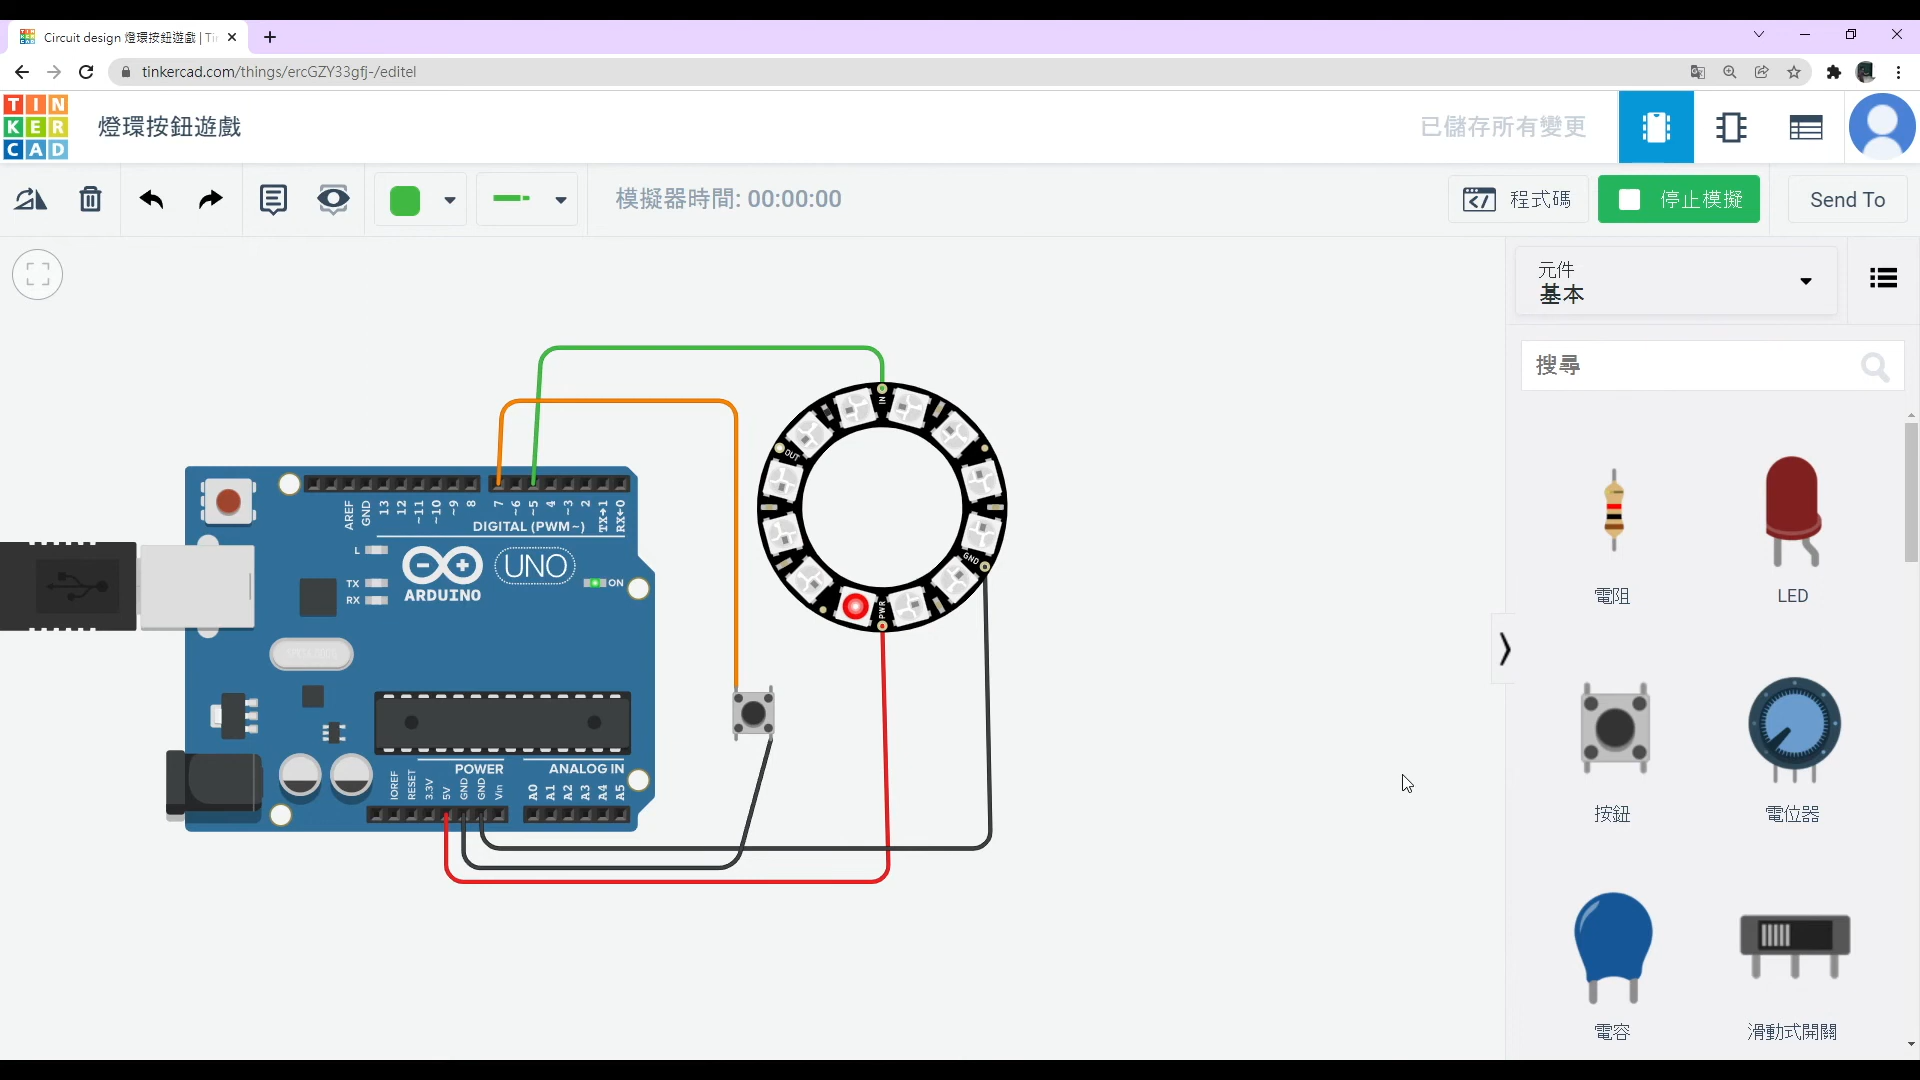 Circuit design 燈環按鈕遊戲 | Tin
tinkercad.com/things/ercGZY33gfj-/editel
TIN
KER
CAD
燈環按鈕遊戲
已儲存所有變更
模擬器時間: 00:00:00
程式碼
停止模擬
Send To
元件
基本
搜尋
電阻
LED
按鈕
電位器
電容
滑動式開關
IN
OUT
GND
PWR
AREF
GND
13
12
~11
~10
~9
8
7
~6
~5
4
~3
2
TX→1
RX←0
DIGITAL (PWM~)
L
TX
RX
ARDUINO
UNO
ON
POWER
ANALOG IN
IOREF
RESET
3.3V
5V
GND
GND
Vin
A0
A1
A2
A3
A4
A5